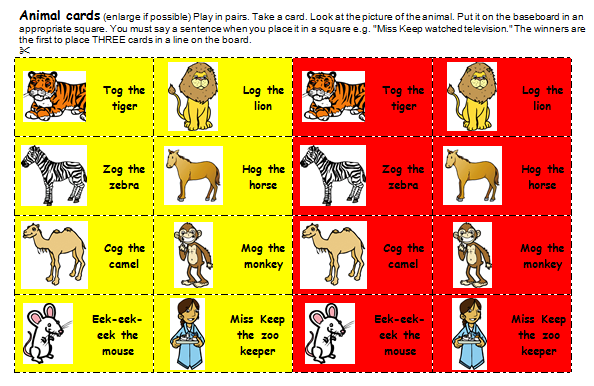 Animal cards (enlarge if possible) Play in pairs. Take a card. Look at the picture of the animal. Put it on the baseboard in an
appropriate square. You must say a sentence when you place it in a square e.g. "Miss Keep watched television." The winners are
the first to place THREE cards in a line on the board.
Tog the
tiger
Log the
lion
Tog the
tiger
Log the
lion
Zog the
zebra
Hog the
horse
Zog the
zebra
Hog the
horse
Cog the
camel
Mog the
monkey
Cog the
camel
Mog the
monkey
Eek-eek-
eek the
mouse
Miss Keep
the zoo
keeper
Eek-eek-
eek the
mouse
Miss Keep
the zoo
keeper